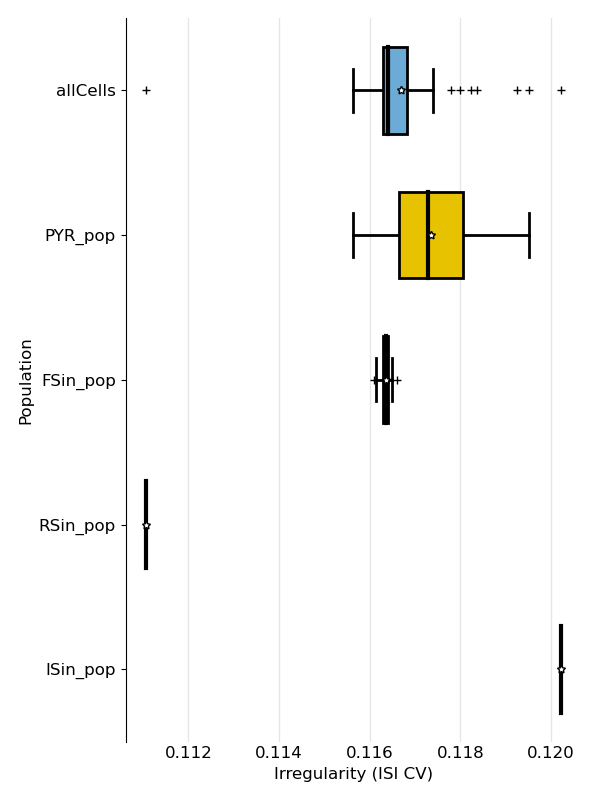 allCells
PYR_pop
FSin_pop
RSin_pop
ISin_pop
Population
0.112 0.114 0.116 0.118 0.120
Irregularity (ISI CV)